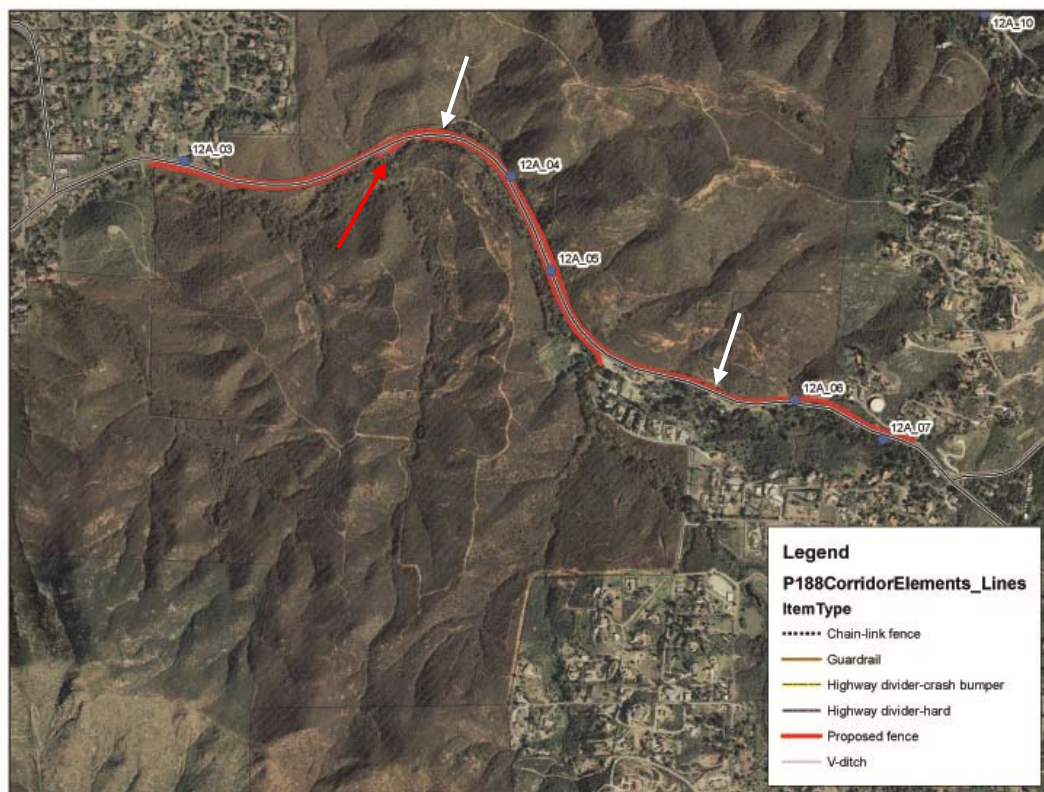 12A_10
12A_03
12A_04
12A_05
12A_06
12A_07
Legend
P188CorridorElements_Lines
ItemType
Chain-link fence
Guardrail
Highway divider-crash bumper
Highway divider-hard
Proposed fence
V-ditch